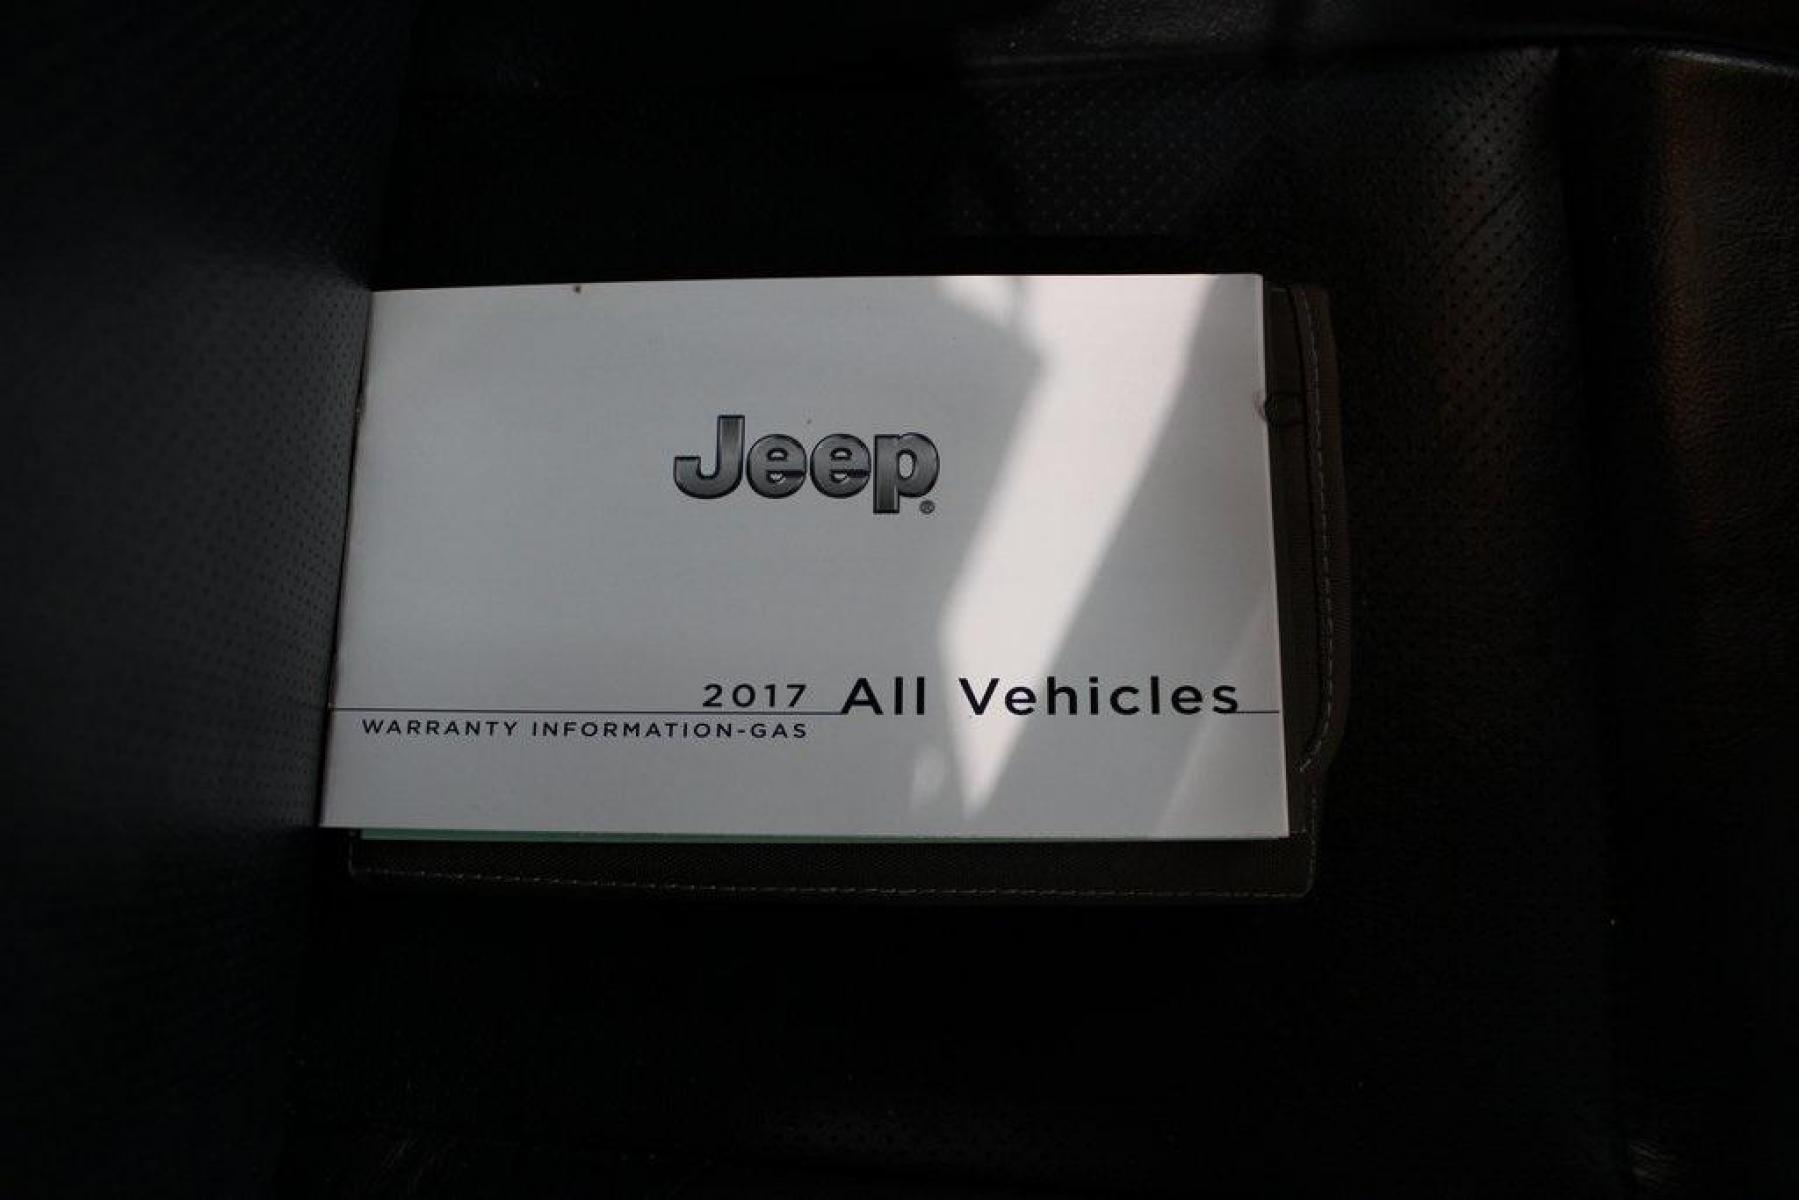 Jeep®
2017 All Vehicles
WARRANTY INFORMATION-GAS